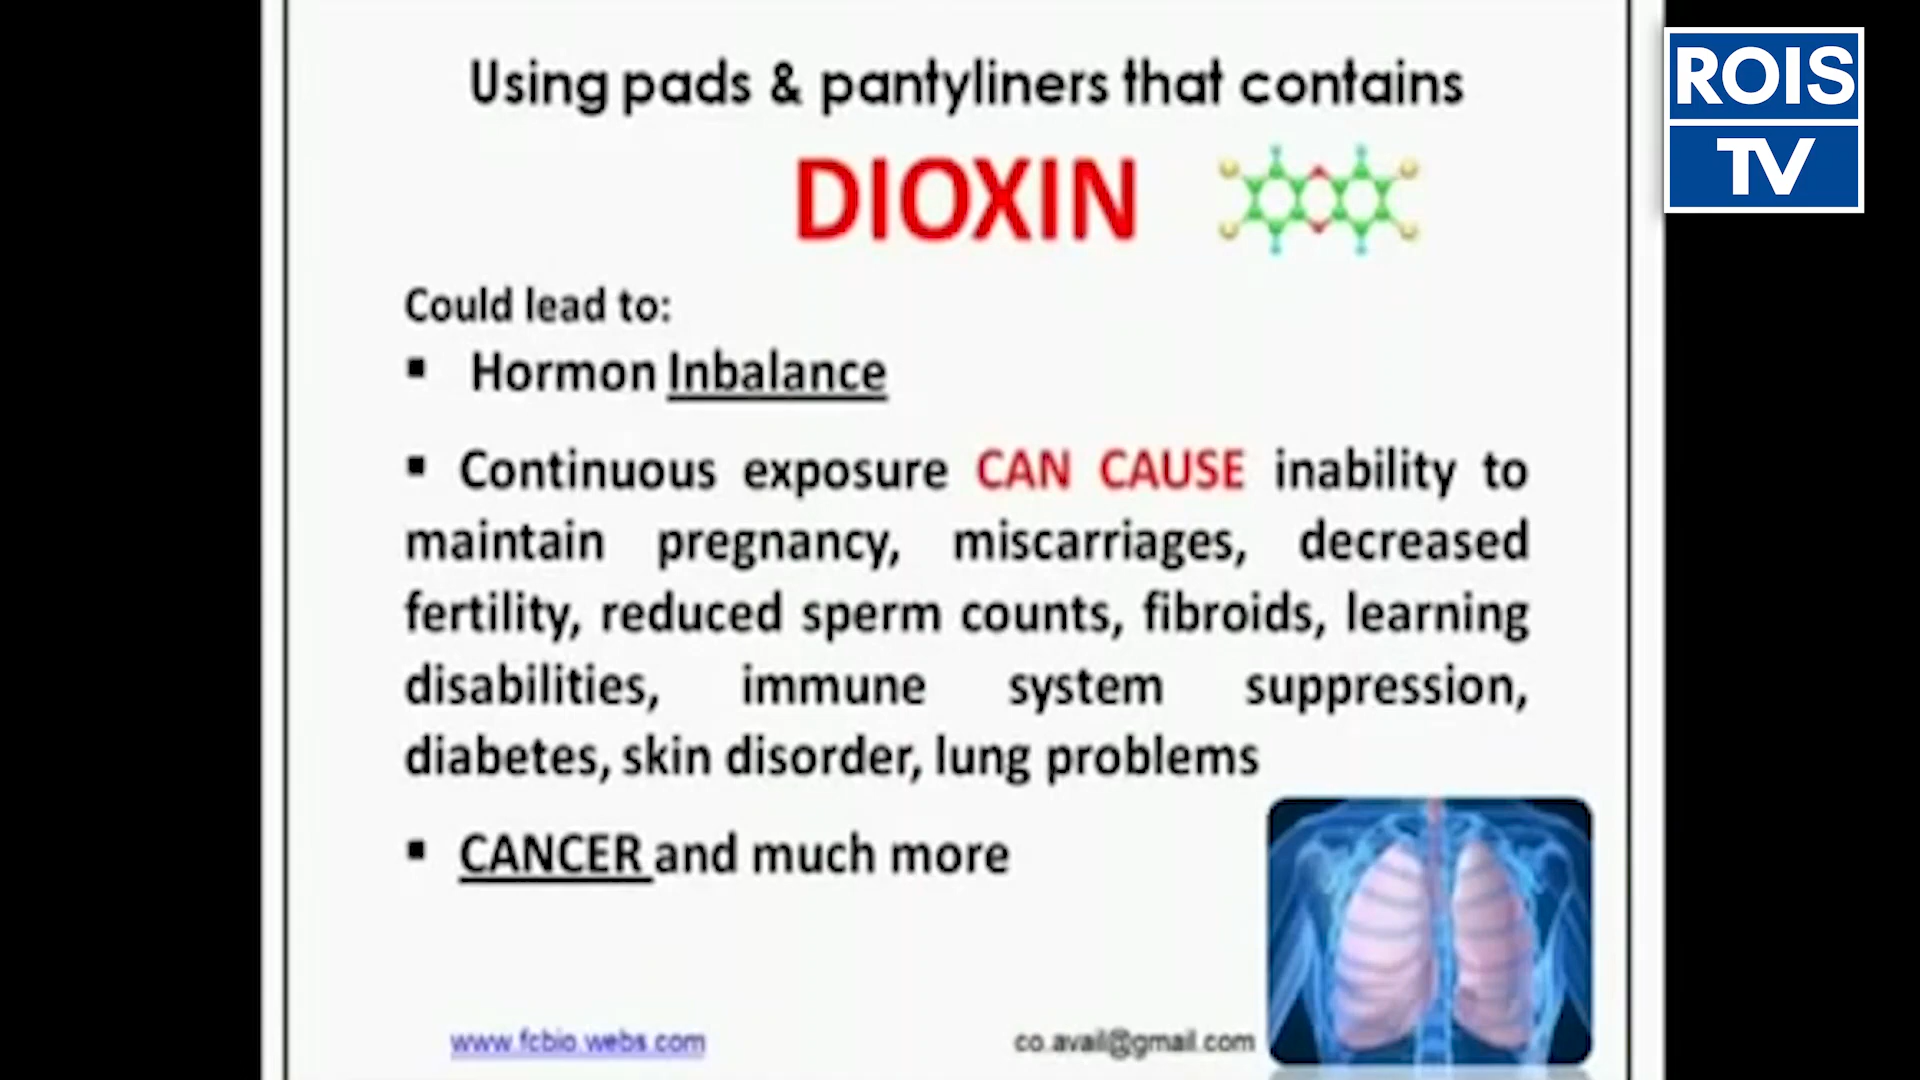 Using pads & pantyliners that contains
ROIS
TV
DIOXIN
Could lead to:
▪ Hormon Inbalance
▪ Continuous exposure CAN CAUSE inability to
maintain pregnancy, miscarriages, decreased
fertility, reduced sperm counts, fibroids, learning
disabilities, immune system suppression,
diabetes, skin disorder, lung problems
▪ CANCER and much more
www.fcbio.webs.com
co.avail@gmail.com